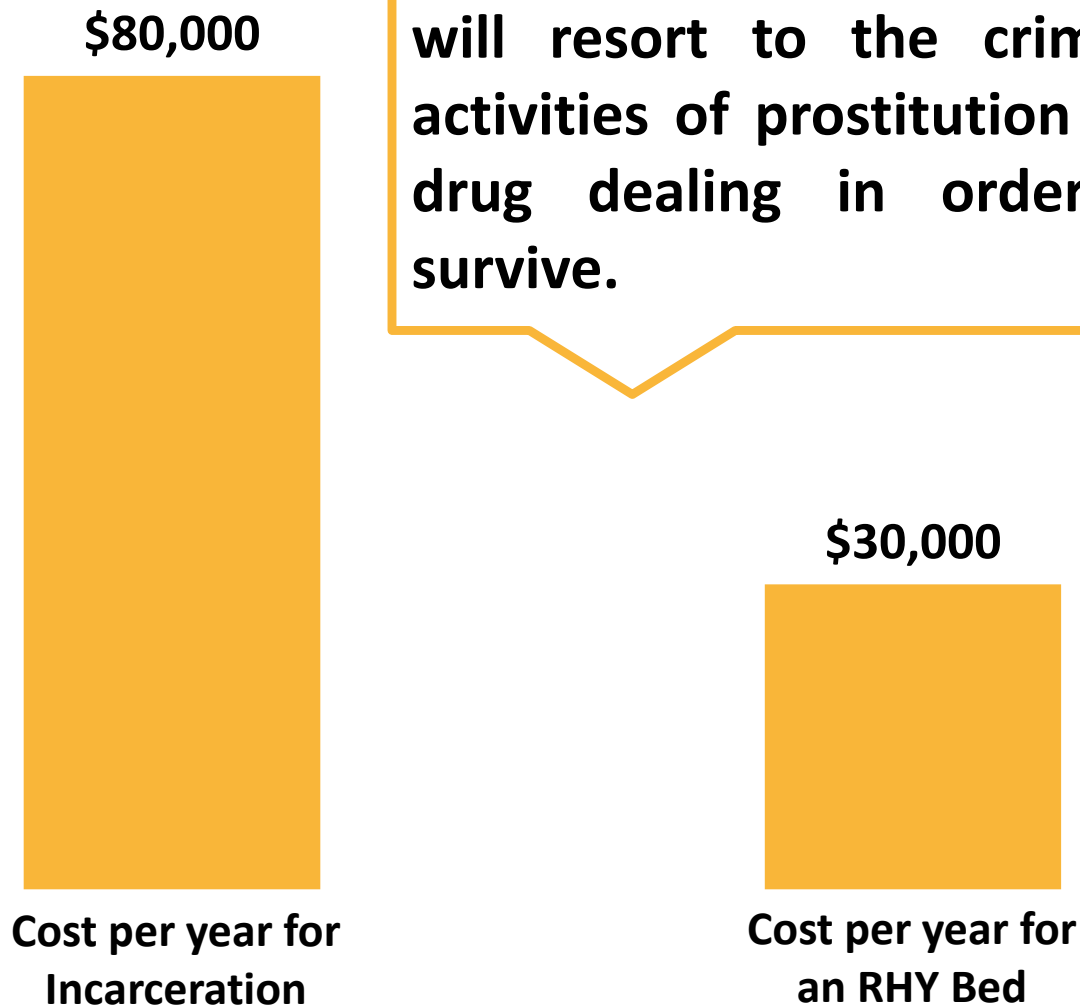 $80,000
will resort to the
activities of prostitution
drug dealing in order
survive.
$30,000
Cost per year for
Incarceration
Cost per year for
an RHY Bed